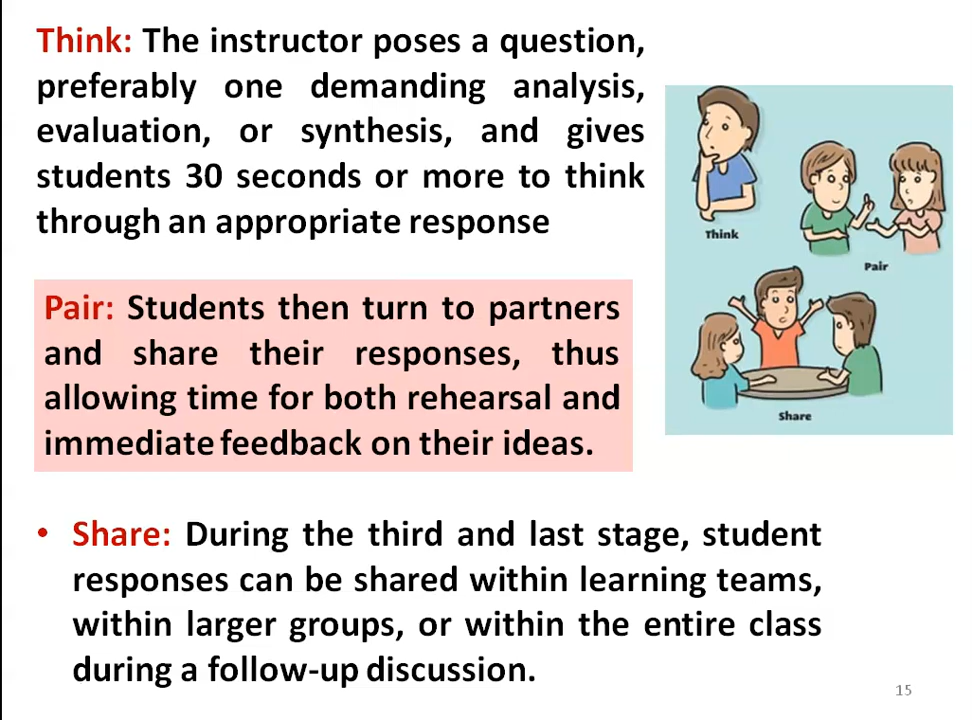 Think: The instructor poses a question,
preferably one demanding analysis,
evaluation, or synthesis, and gives
students 30 seconds or more to think
through an appropriate response
Think
Pair
Share
Pair: Students then turn to partners
and share their responses, thus
allowing time for both rehearsal and
immediate feedback on their ideas.
• Share: During the third and last stage, student
responses can be shared within learning teams,
within larger groups, or within the entire class
during a follow-up discussion.
15